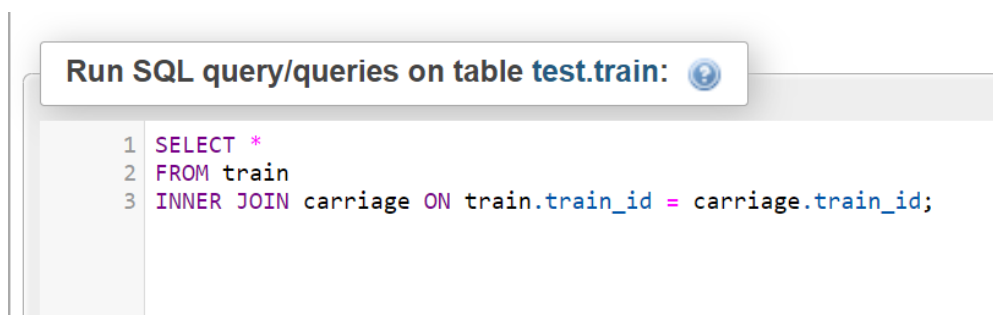 Run SQL query/queries on table test.train:
1 SELECT *
2 FROM train
3 INNER JOIN carriage ON train.train_id = carriage.train_id;